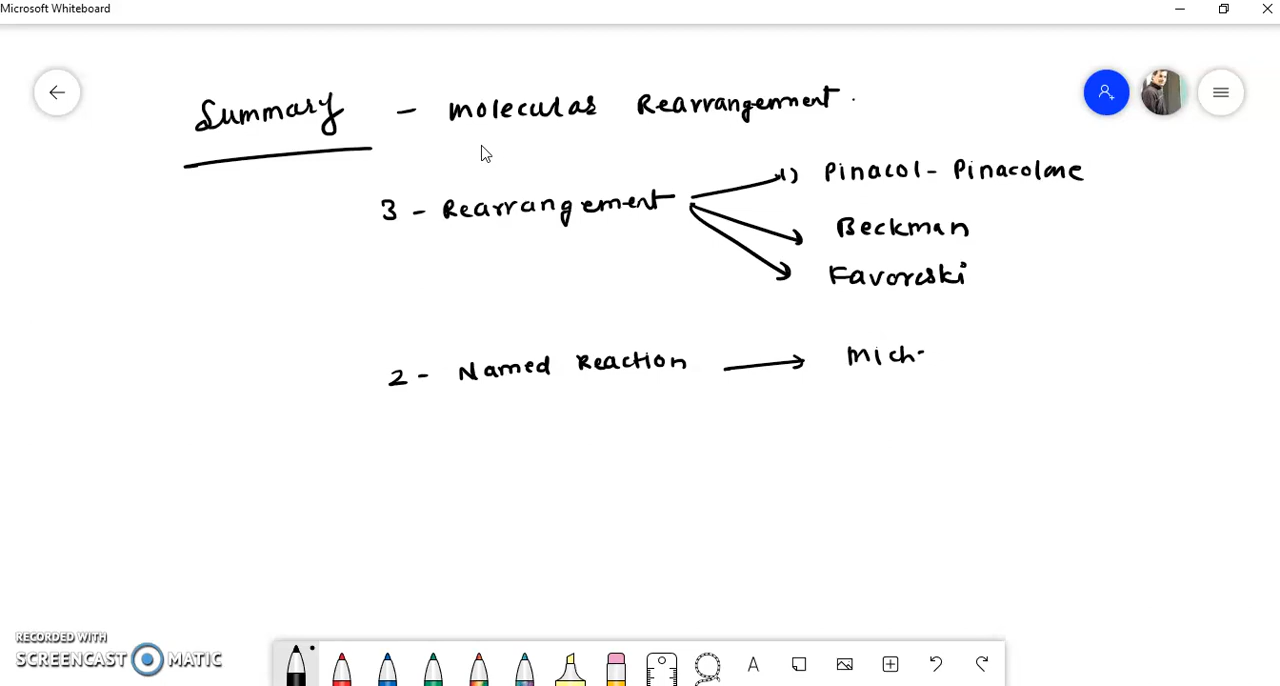 Microsoft Whiteboard
Summary - Molecular Rearrangement.
3 - Rearrangement 1) Pinacol - Pinacolone
Beckman
Favoreski
2 - Named Reaction Mich-
RECORDED WITH
SCREENCAST MATIC